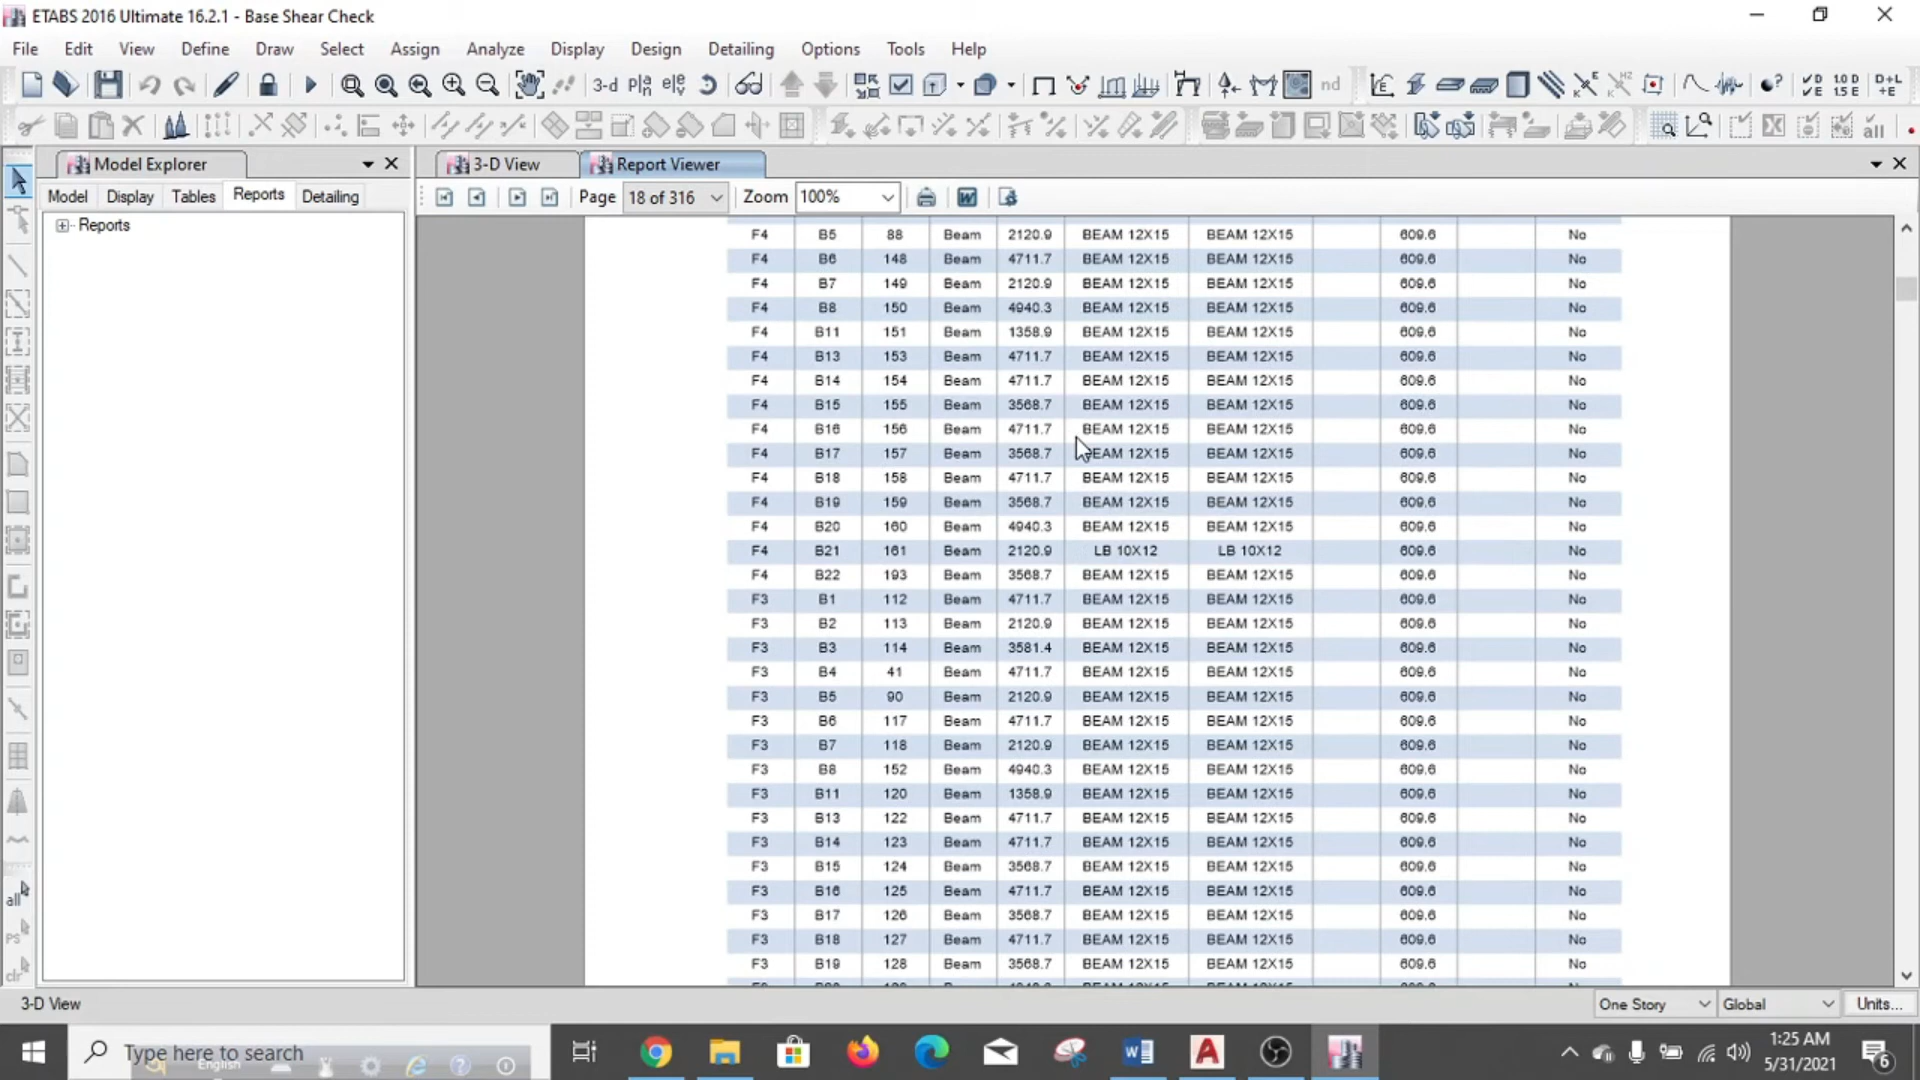 ETABS 2016 Ultimate 16.2.1 - Base Shear Check
File Edit View Define Draw Select Assign Analyze Display Design Detailing Options Tools Help
3-d nd
all
Model Explorer
3-D View
Report Viewer
Model Display Tables Reports Detailing
Page 18 of 316 Zoom 100%
Reports
F4 B5 88 Beam 2120.9 BEAM 12X15 BEAM 12X15 609.6 No
F4 B6 148 Beam 4711.7 BEAM 12X15 BEAM 12X15 609.6 No
F4 B7 149 Beam 2120.9 BEAM 12X15 BEAM 12X15 609.6 No
F4 B8 150 Beam 4940.3 BEAM 12X15 BEAM 12X15 609.6 No
F4 B11 151 Beam 1358.9 BEAM 12X15 BEAM 12X15 609.6 No
F4 B13 153 Beam 4711.7 BEAM 12X15 BEAM 12X15 609.6 No
F4 B14 154 Beam 4711.7 BEAM 12X15 BEAM 12X15 609.6 No
F4 B15 155 Beam 3568.7 BEAM 12X15 BEAM 12X15 609.6 No
F4 B16 156 Beam 4711.7 BEAM 12X15 BEAM 12X15 609.6 No
F4 B17 157 Beam 3568.7 BEAM 12X15 BEAM 12X15 609.6 No
F4 B18 158 Beam 4711.7 BEAM 12X15 BEAM 12X15 609.6 No
F4 B19 159 Beam 3568.7 BEAM 12X15 BEAM 12X15 609.6 No
F4 B20 160 Beam 4940.3 BEAM 12X15 BEAM 12X15 609.6 No
F4 B21 161 Beam 2120.9 LB 10X12 LB 10X12 609.6 No
F4 B22 193 Beam 3568.7 BEAM 12X15 BEAM 12X15 609.6 No
F3 B1 112 Beam 4711.7 BEAM 12X15 BEAM 12X15 609.6 No
F3 B2 113 Beam 2120.9 BEAM 12X15 BEAM 12X15 609.6 No
F3 B3 114 Beam 3581.4 BEAM 12X15 BEAM 12X15 609.6 No
F3 B4 41 Beam 4711.7 BEAM 12X15 BEAM 12X15 609.6 No
F3 B5 90 Beam 2120.9 BEAM 12X15 BEAM 12X15 609.6 No
F3 B6 117 Beam 4711.7 BEAM 12X15 BEAM 12X15 609.6 No
F3 B7 118 Beam 2120.9 BEAM 12X15 BEAM 12X15 609.6 No
F3 B8 152 Beam 4940.3 BEAM 12X15 BEAM 12X15 609.6 No
F3 B11 120 Beam 1358.9 BEAM 12X15 BEAM 12X15 609.6 No
F3 B13 122 Beam 4711.7 BEAM 12X15 BEAM 12X15 609.6 No
F3 B14 123 Beam 4711.7 BEAM 12X15 BEAM 12X15 609.6 No
F3 B15 124 Beam 3568.7 BEAM 12X15 BEAM 12X15 609.6 No
F3 B16 125 Beam 4711.7 BEAM 12X15 BEAM 12X15 609.6 No
F3 B17 126 Beam 3568.7 BEAM 12X15 BEAM 12X15 609.6 No
F3 B18 127 Beam 4711.7 BEAM 12X15 BEAM 12X15 609.6 No
F3 B19 128 Beam 3568.7 BEAM 12X15 BEAM 12X15 609.6 No
all
ps
clr
3-D View
One Story Global Units...
Type here to search
English
1:25 AM
5/31/2021
6